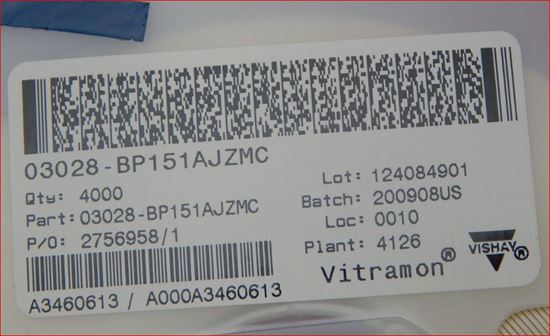 03028-BP151AJZMC
Qty: 4000
Part:03028-BP151AJZMC
P/O: 2756958/1
Lot: 124084901
Batch: 200908US
Loc: 0010
Plant: 4126
Vitramon®
VISHAY®
A3460613 / A000A3460613